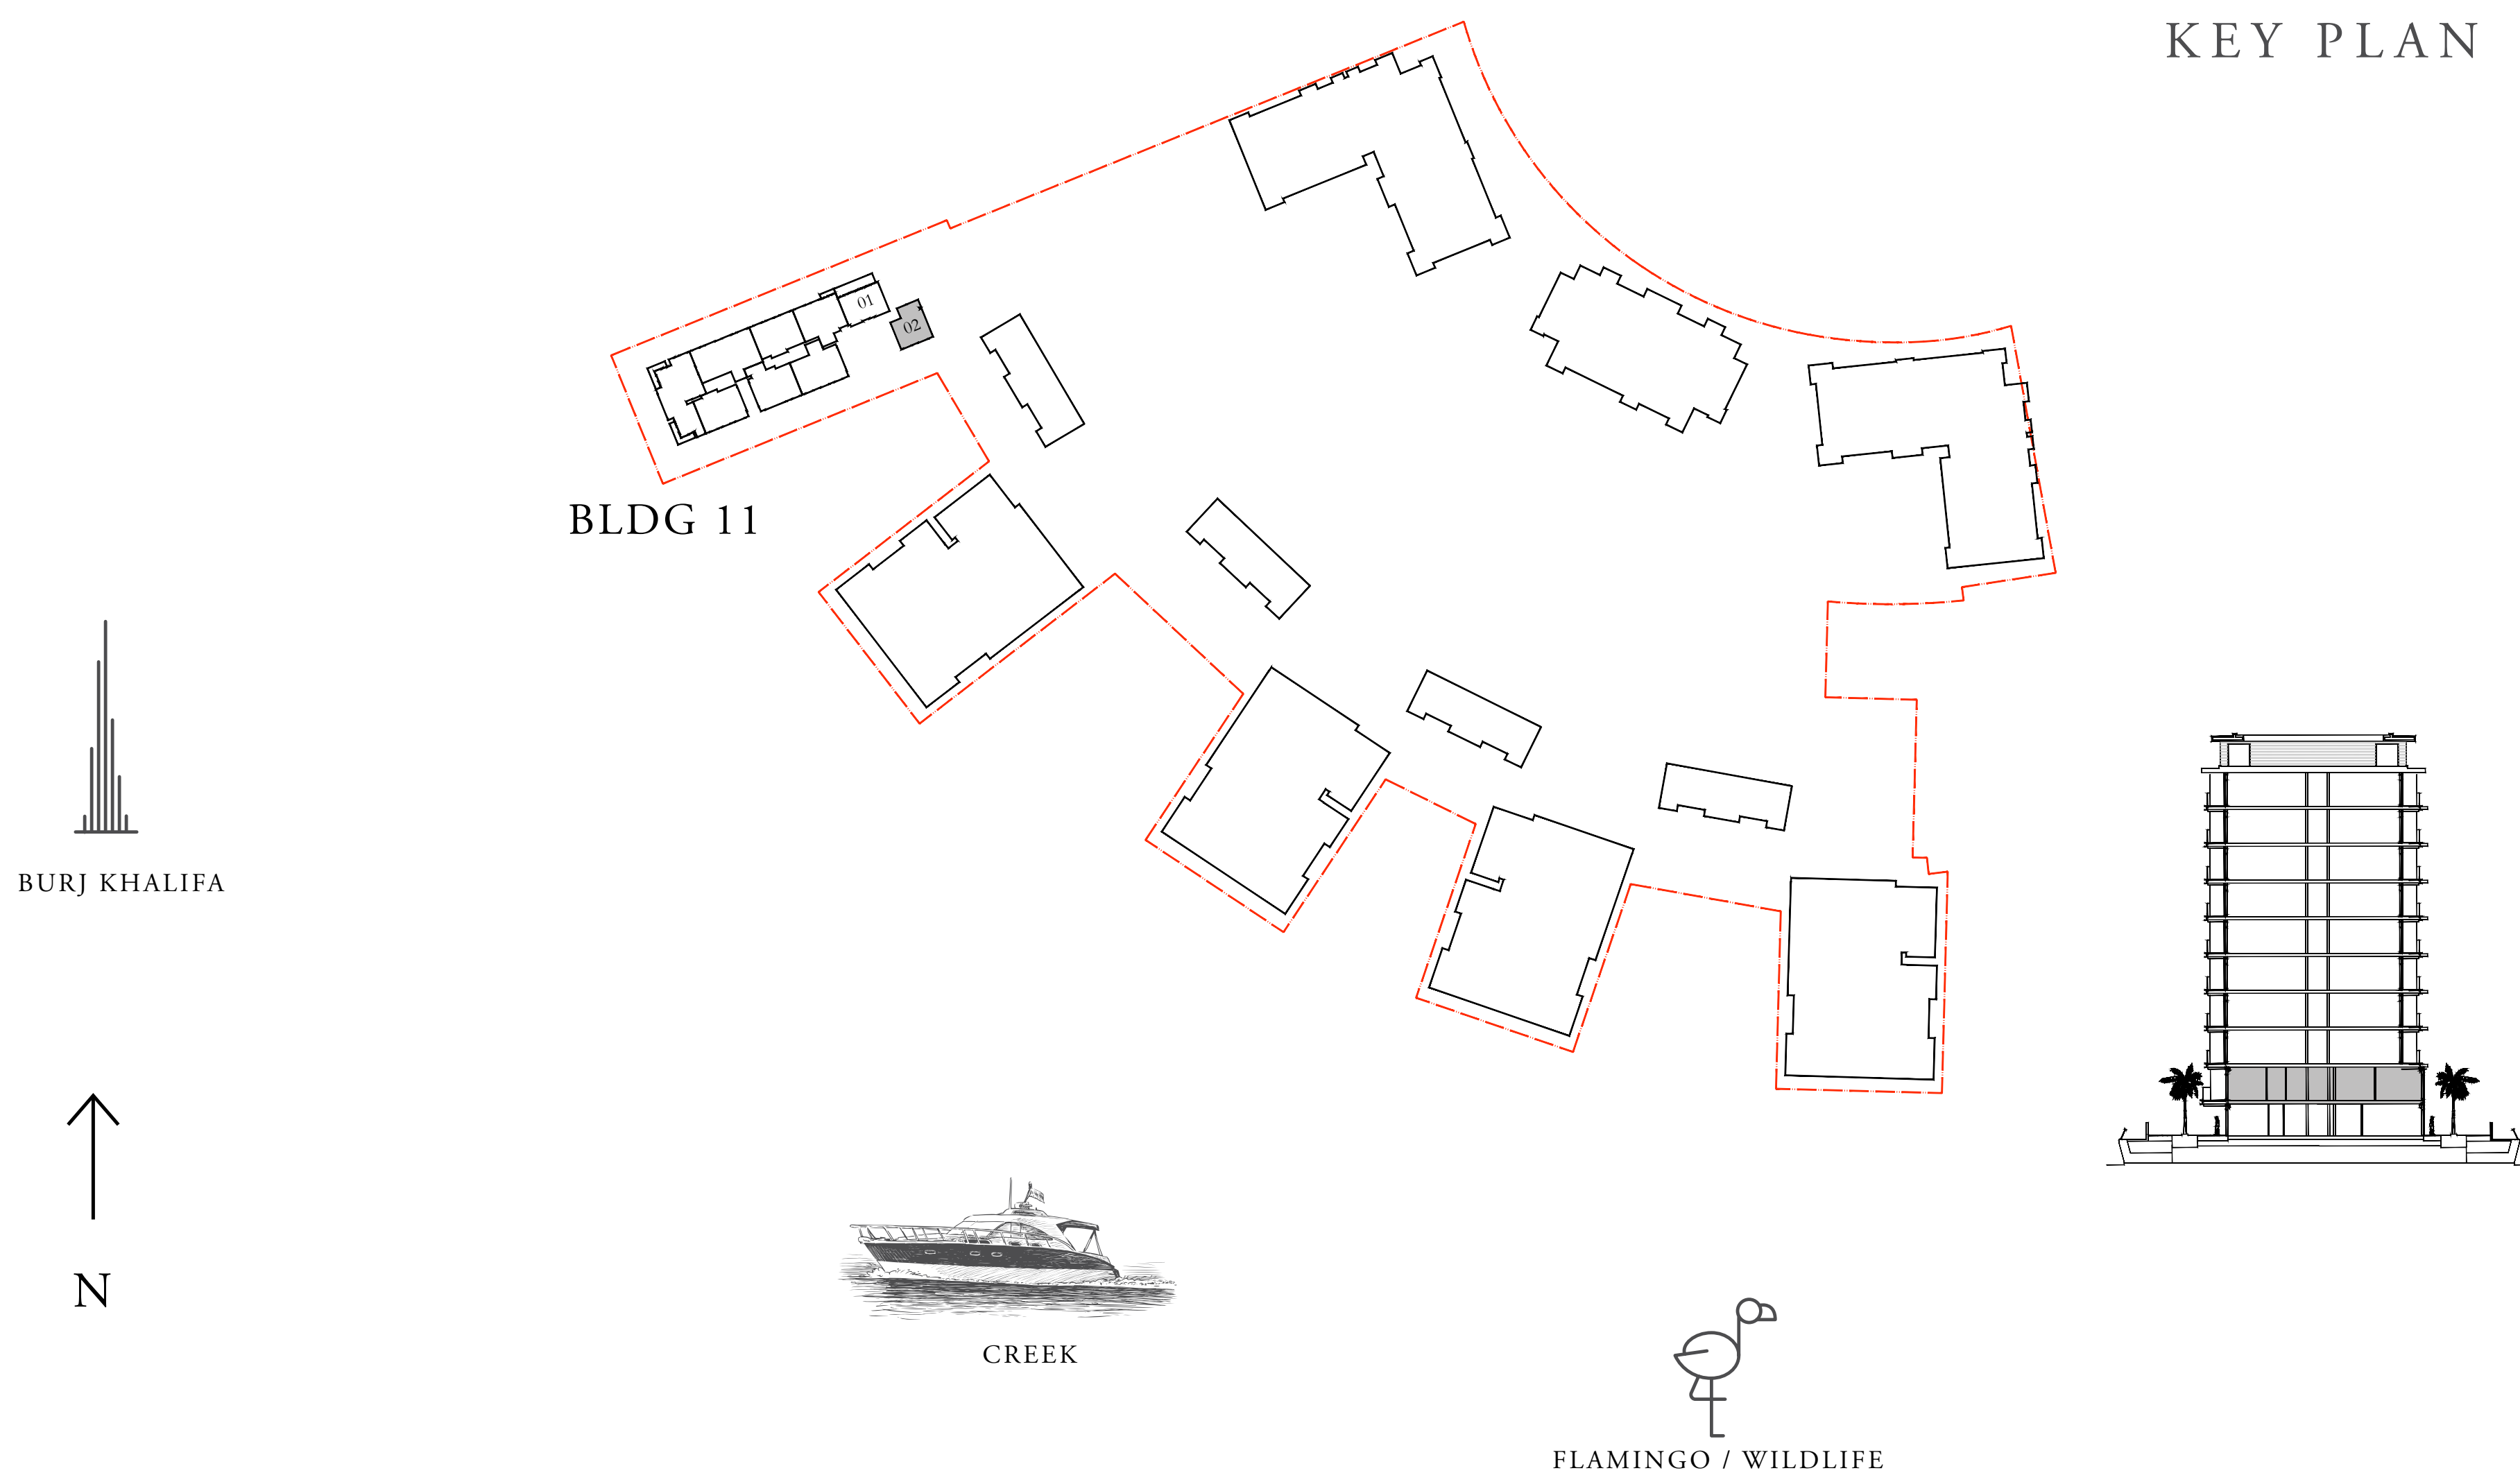 KEY PLAN
01
02
BLDG 11
BURJ KHALIFA
N
CREEK
FLAMINGO / WILDLIFE